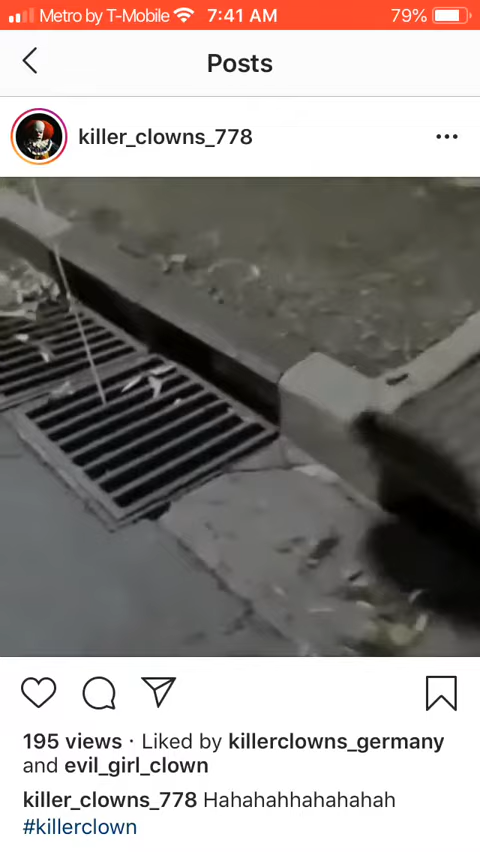 Metro by T-Mobile 7:41 AM 79%
Posts
killer_clowns_778
195 views · Liked by killerclowns_germany
and evil_girl_clown
killer_clowns_778 Hahahahhahahahah
#killerclown